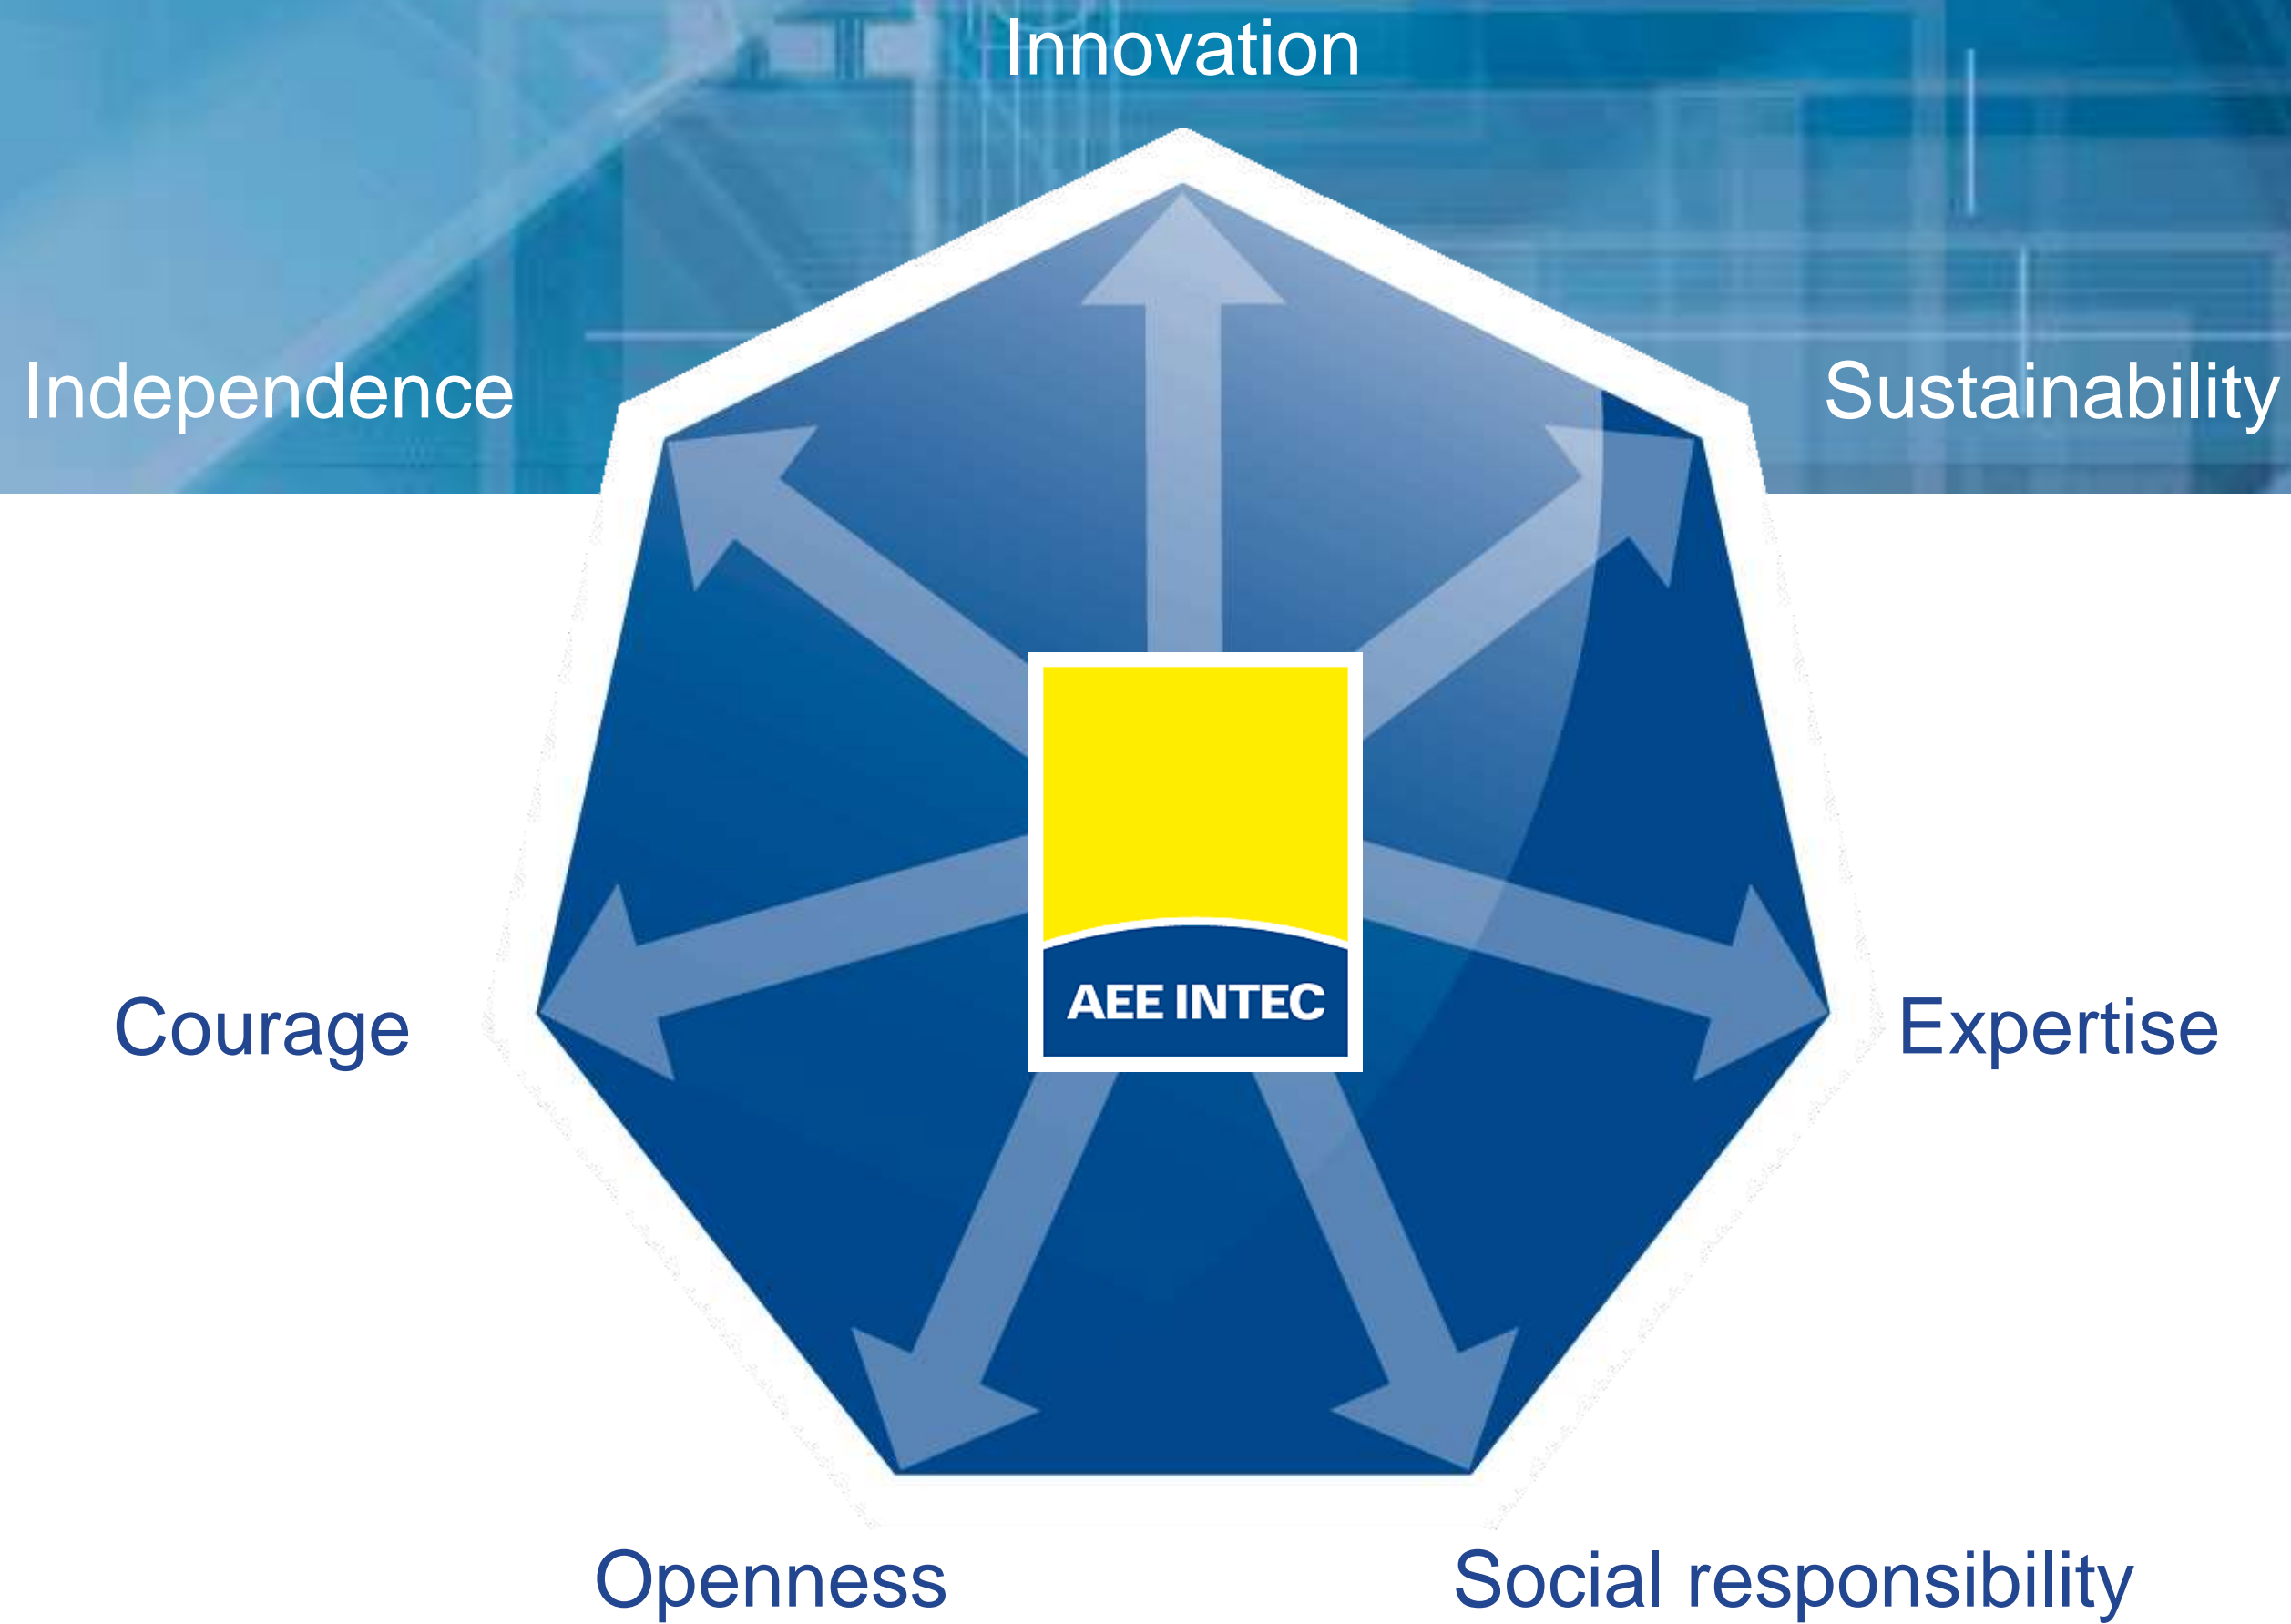 Innovation
Independence
Sustainability
AEE INTEC
Courage
Expertise
Openness
Social responsibility